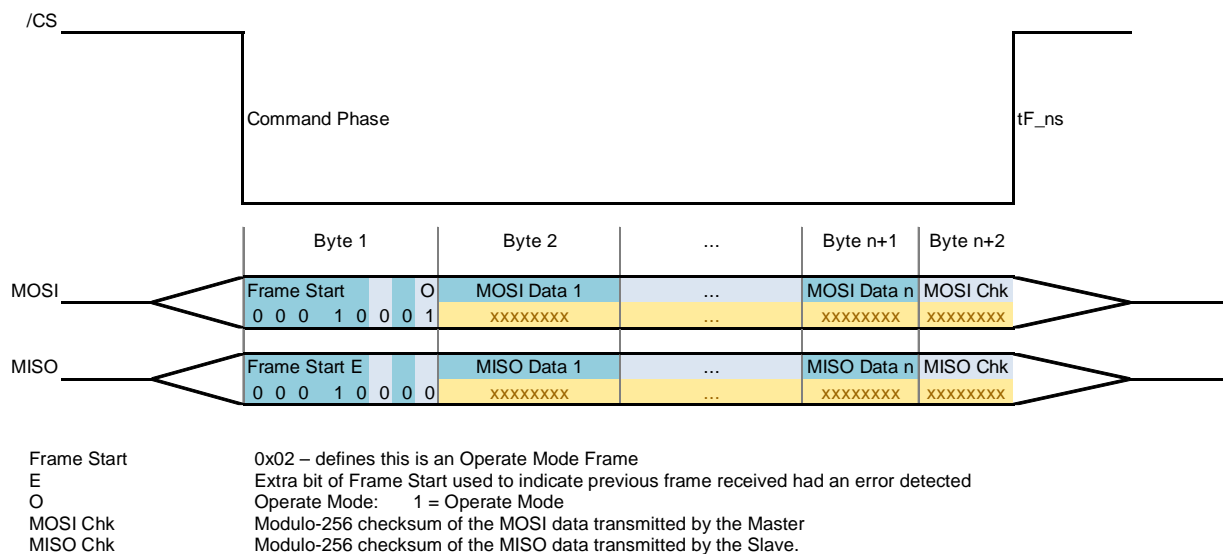 /CS
Command Phase
tF_ns
Byte 1 Byte 2 ... Byte n+1 Byte n+2
MOSI
Frame Start O MOSI Data 1 ... MOSI Data n MOSI Chk
0 0 0 1 0 0 0 1 xxxxxxxx ... xxxxxxxx xxxxxxxx
MISO
Frame Start E MISO Data 1 ... MISO Data n MISO Chk
0 0 0 1 0 0 0 0 xxxxxxxx ... xxxxxxxx xxxxxxxx
Frame Start 0x02 – defines this is an Operate Mode Frame
E Extra bit of Frame Start used to indicate previous frame received had an error detected
O Operate Mode: 1 = Operate Mode
MOSI Chk Modulo-256 checksum of the MOSI data transmitted by the Master
MISO Chk Modulo-256 checksum of the MISO data transmitted by the Slave.